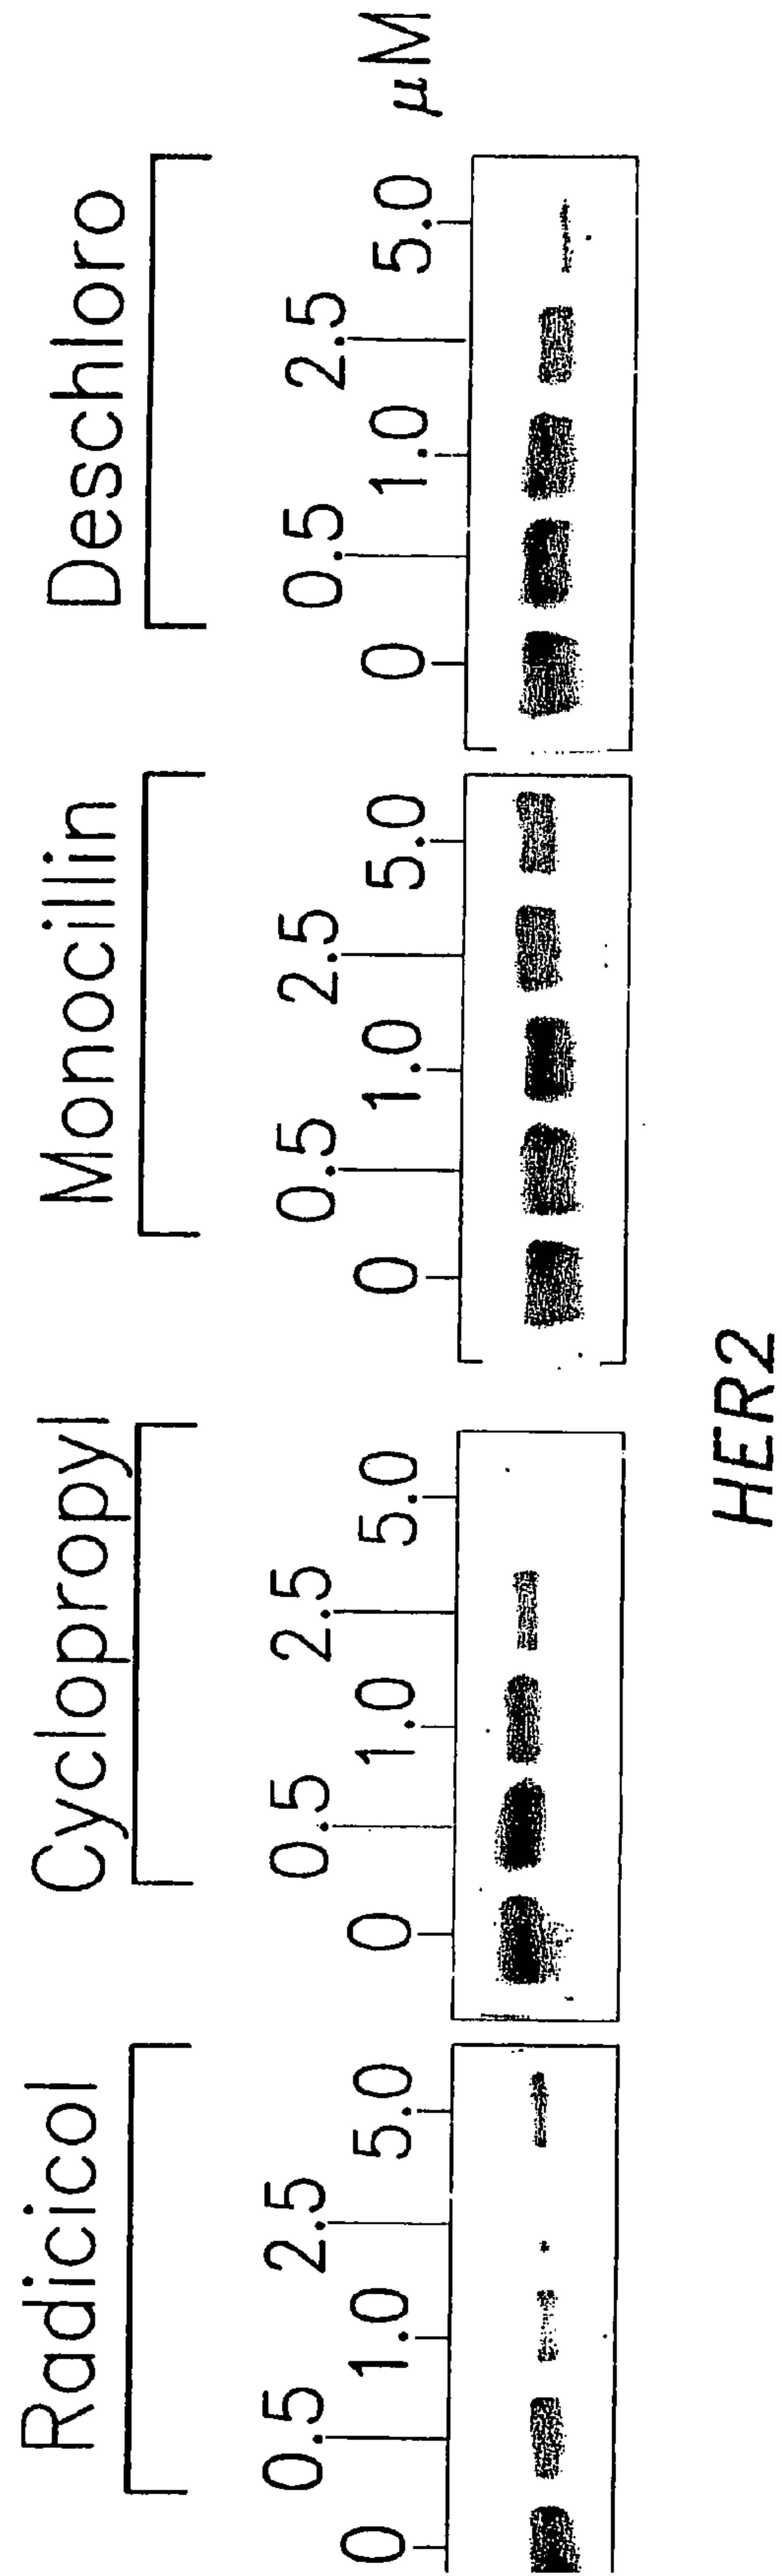 Radicicol Cyclopropyl Monocillin Deschloro
0.5 2.5 0.5 2.5 0.5 2.5 0.5 2.5
0 1.0 5.0 0 1.0 5.0 0 1.0 5.0 0 1.0 5.0 μM
HER2